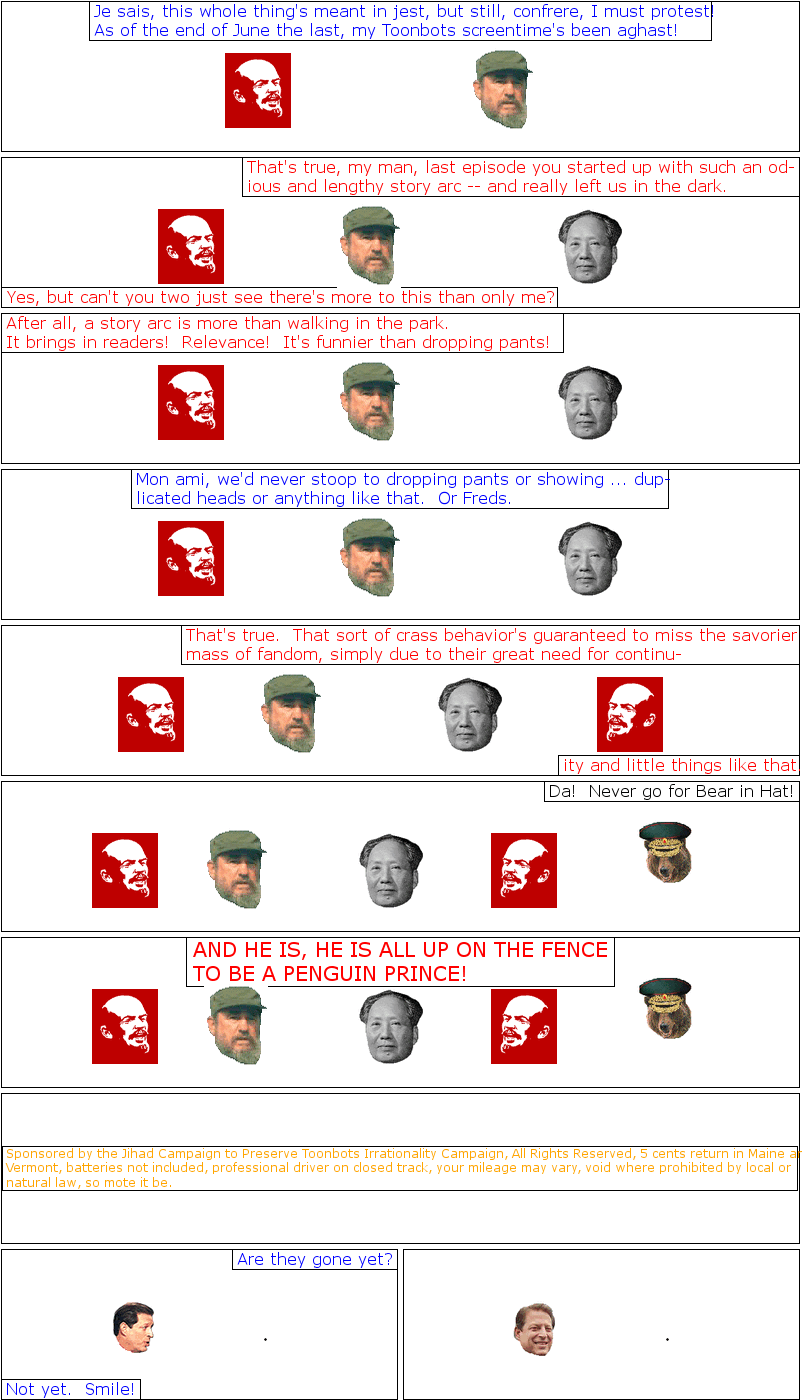 Je sais, this whole thing's meant in jest, but still, confrere, I must protest!
As of the end of June the last, my Toonbots screentime's been aghast!
That's true, my man, last episode you started up with such an od-
ious and lengthy story arc -- and really left us in the dark.
Yes, but can't you two just see there's more to this than only me?
After all, a story arc is more than walking in the park.
It brings in readers!  Relevance!  It's funnier than dropping pants!
Mon ami, we'd never stoop to dropping pants or showing ... dup-
licated heads or anything like that.  Or Freds.
That's true.  That sort of crass behavior's guaranteed to miss the savorier
mass of fandom, simply due to their great need for continu-
ity and little things like that
Da!  Never go for Bear in Hat!
AND HE IS, HE IS ALL UP ON THE FENCE
TO BE A PENGUIN PRINCE!
Sponsored by the Jihad Campaign to Preserve Toonbots Irrationality Campaign, All Rights Reserved, 5 cents return in Maine a
Vermont, batteries not included, professional driver on closed track, your mileage may vary, void where prohibited by local or
natural law, so mote it be.
Are they gone yet?
Not yet.  Smile!